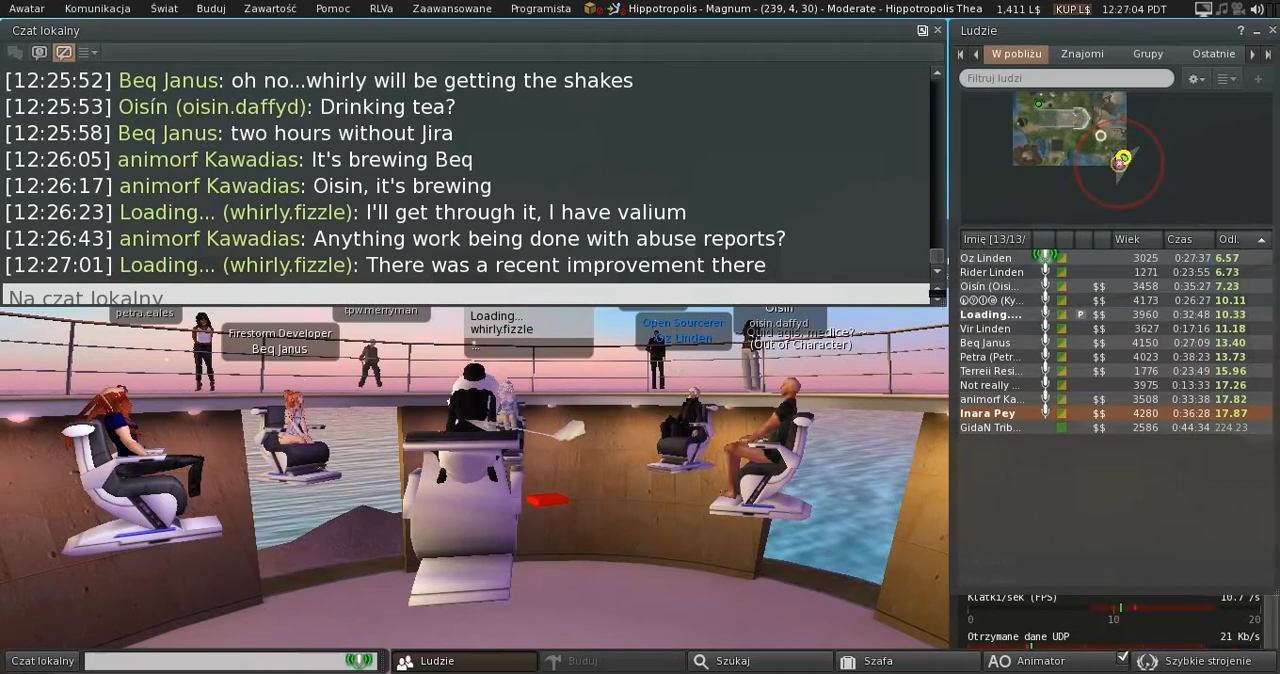 Awatar Komunikacja Świat Buduj Zawartość Pomoc RLVa Zaawansowane Programista Hippotropolis - Magnum - (239, 4, 30) - Moderate - Hippotropolis Thea 1,411 L$ KUP L$ 12:27:04 PDT
Czat lokalny
[12:25:52] Beq Janus: oh no...whirly will be getting the shakes
[12:25:53] Oisín (oisin.daffyd): Drinking tea?
[12:25:58] Beq Janus: two hours without Jira
[12:26:05] animorf Kawadias: It's brewing Beq
[12:26:17] animorf Kawadias: Oisin, it's brewing
[12:26:23] Loading... (whirly.fizzle): I'll get through it, I have valium
[12:26:43] animorf Kawadias: Anything work being done with abuse reports?
[12:27:01] Loading... (whirly.fizzle): There was a recent improvement there
Na czat lokalny
petra eales
Firestorm Developer
Beq Janus
tpw.merryman
Loading...
whirly.fizzle
Open Sourcerer
Oz Linden
Oisín
oisin.daffyd
Quid agis, medice?
(Out of Character)
Ludzie
W pobliżu Znajomi Grupy Ostatnie
Filtruj ludzi
Imię [13/13/ Wiek Czas Odl.
Oz Linden 3025 0:27:37 6.57
Rider Linden 1271 0:23:55 6.73
Oisín (Oisi... $$ 3458 0:35:27 7.23
(Ky... $$ 4173 0:26:27 10.11
Loading.... P $$ 3960 0:32:48 10.33
Vir Linden $$ 3627 0:17:16 11.18
Beq Janus $$ 4150 0:27:09 13.40
Petra (Petr... $$ 4023 0:38:23 13.73
Terreii Resi... $$ 1776 0:23:49 15.96
Not really ... 3975 0:13:33 17.26
animorf Ka... $$ 3508 0:33:38 17.82
Inara Pey $$ 4280 0:36:28 17.87
GidaN Trib... $$ 2586 0:44:34 224.23
Klatki/sek (FPS) 10.7 /s
0 10 20
Otrzymane dane UDP 21 Kb/s
Czat lokalny Ludzie Buduj Szukaj Szafa AO Animator Szybkie strojenie